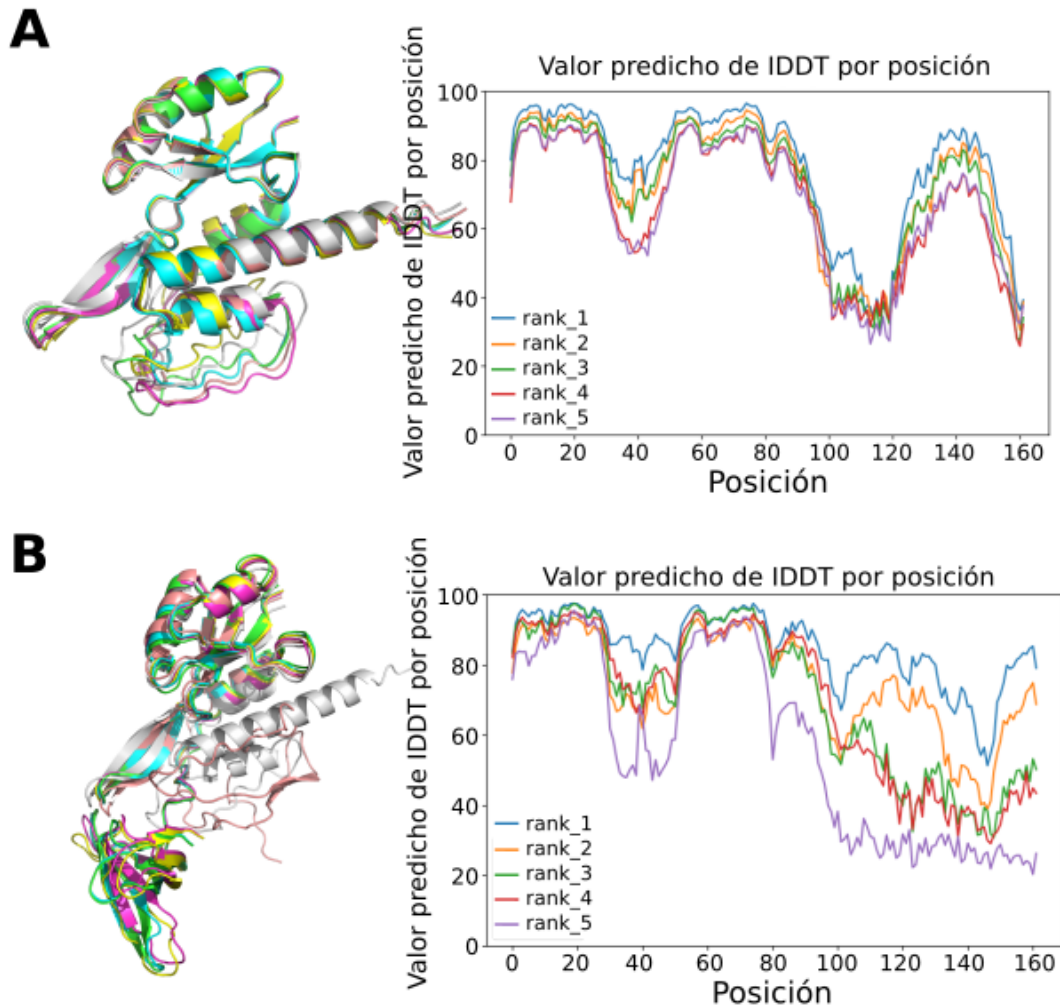 A
Valor predicho de IDDT por posición
Valor predicho de IDDT por posición
100
80
60
40
20
0
rank_1
rank_2
rank_3
rank_4
rank_5
0 20 40 60 80 100 120 140 160
Posición
B
Valor predicho de IDDT por posición
Valor predicho de IDDT por posición
100
80
60
40
20
0
rank_1
rank_2
rank_3
rank_4
rank_5
0 20 40 60 80 100 120 140 160
Posición